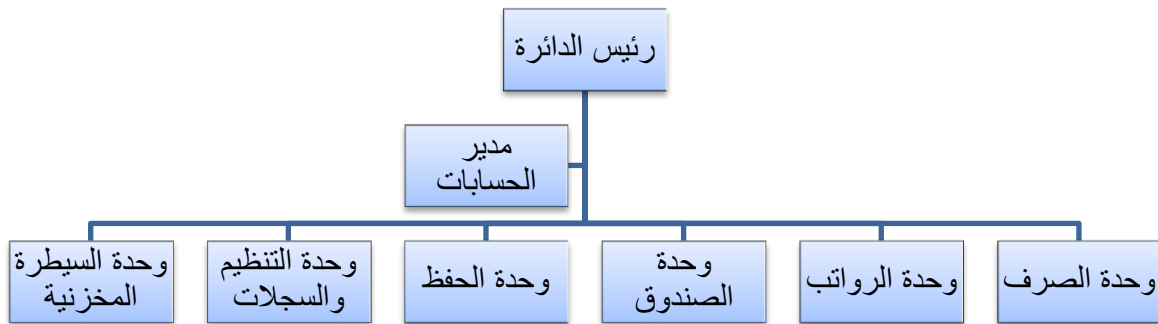 رئيس الدائرة
مدير
الحسابات
وحدة الصرف
وحدة الرواتب
وحدة
الصندوق
وحدة الحفظ
وحدة التنظيم
والسجلات
وحدة السيطرة
المخزنية